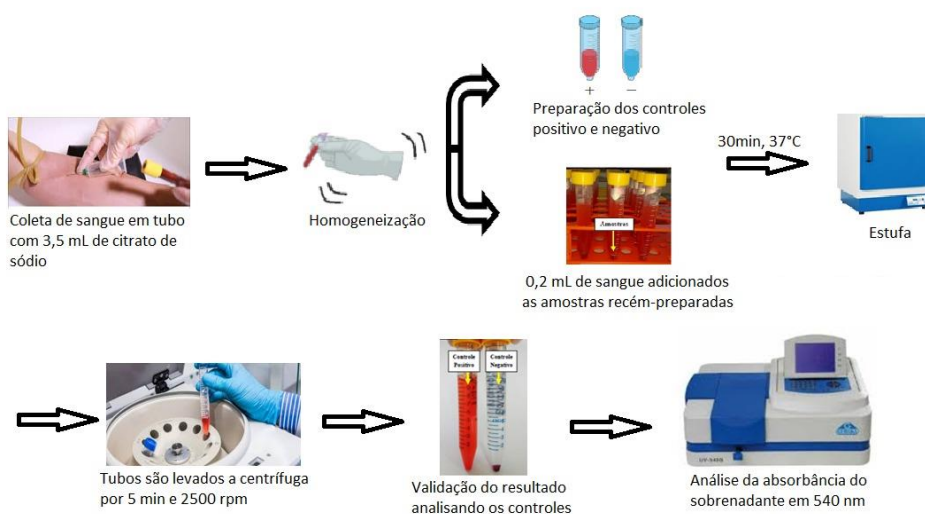 + −
Preparação dos controles
positivo e negativo
30min, 37°C
Coleta de sangue em tubo
com 3,5 mL de citrato de
sódio
Homogeneização
Amostras
Estufa
0,2 mL de sangue adicionados
as amostras recém-preparadas
Controle
Positivo
Controle
Negativo
Tubos são levados a centrífuga
por 5 min e 2500 rpm
Validação do resultado
analisando os controles
Análise da absorbância do
sobrenadante em 540 nm